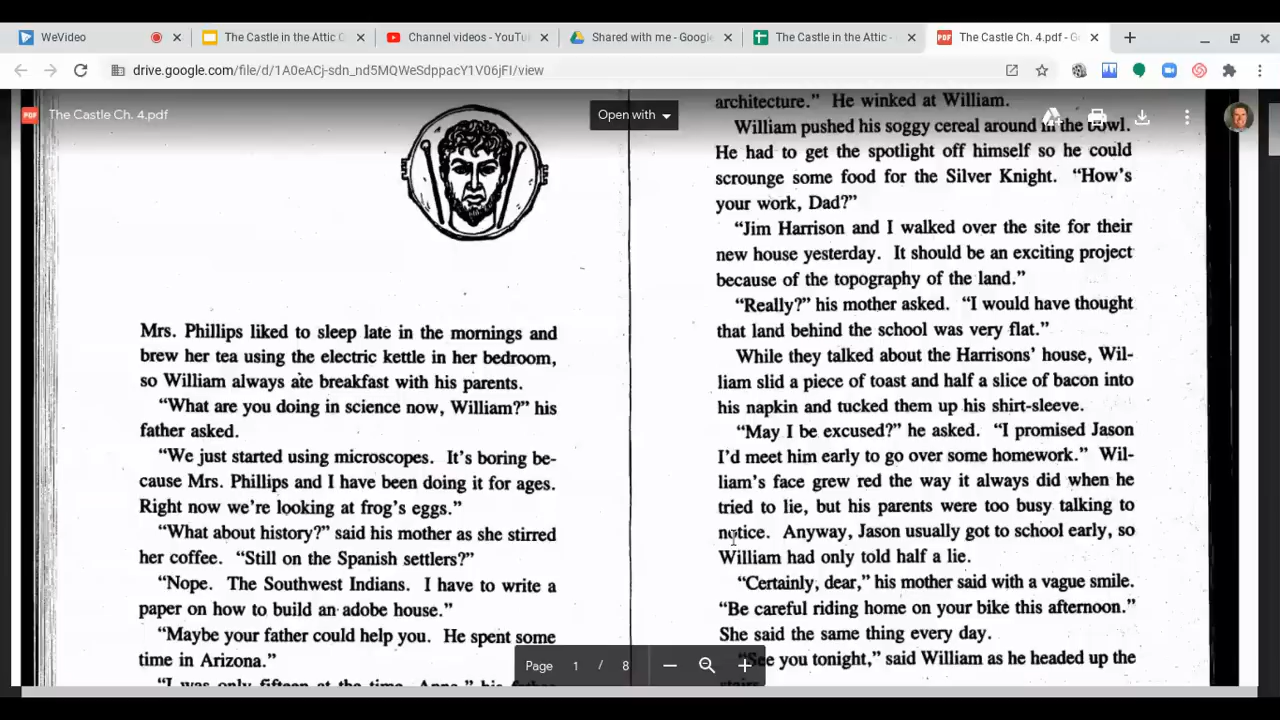 WeVideo
The Castle in the Attic C
Channel videos - YouTu
Shared with me - Google
The Castle in the Attic -
The Castle Ch. 4.pdf - G
drive.google.com/file/d/1A0eACj-sdn_nd5MQWeSdppacY1V06jFI/view
PDF The Castle Ch. 4.pdf
Open with
Mrs. Phillips liked to sleep late in the mornings and
brew her tea using the electric kettle in her bedroom,
so William always ate breakfast with his parents.
“What are you doing in science now, William?” his
father asked.
“We just started using microscopes. It’s boring be-
cause Mrs. Phillips and I have been doing it for ages.
Right now we’re looking at frog’s eggs.”
“What about history?” said his mother as she stirred
her coffee. “Still on the Spanish settlers?”
“Nope. The Southwest Indians. I have to write a
paper on how to build an adobe house.”
“Maybe your father could help you. He spent some
time in Arizona.”
“I was only fifteen at the time, Anne,” his father
architecture.” He winked at William.
William pushed his soggy cereal around in the bowl.
He had to get the spotlight off himself so he could
scrounge some food for the Silver Knight. “How’s
your work, Dad?”
“Jim Harrison and I walked over the site for their
new house yesterday. It should be an exciting project
because of the topography of the land.”
“Really?” his mother asked. “I would have thought
that land behind the school was very flat.”
While they talked about the Harrisons’ house, Wil-
liam slid a piece of toast and half a slice of bacon into
his napkin and tucked them up his shirt-sleeve.
“May I be excused?” he asked. “I promised Jason
I’d meet him early to go over some homework.” Wil-
liam’s face grew red the way it always did when he
tried to lie, but his parents were too busy talking to
notice. Anyway, Jason usually got to school early, so
William had only told half a lie.
“Certainly, dear,” his mother said with a vague smile.
“Be careful riding home on your bike this afternoon.”
She said the same thing every day.
“See you tonight,” said William as he headed up the
stairs
Page 1 / 8